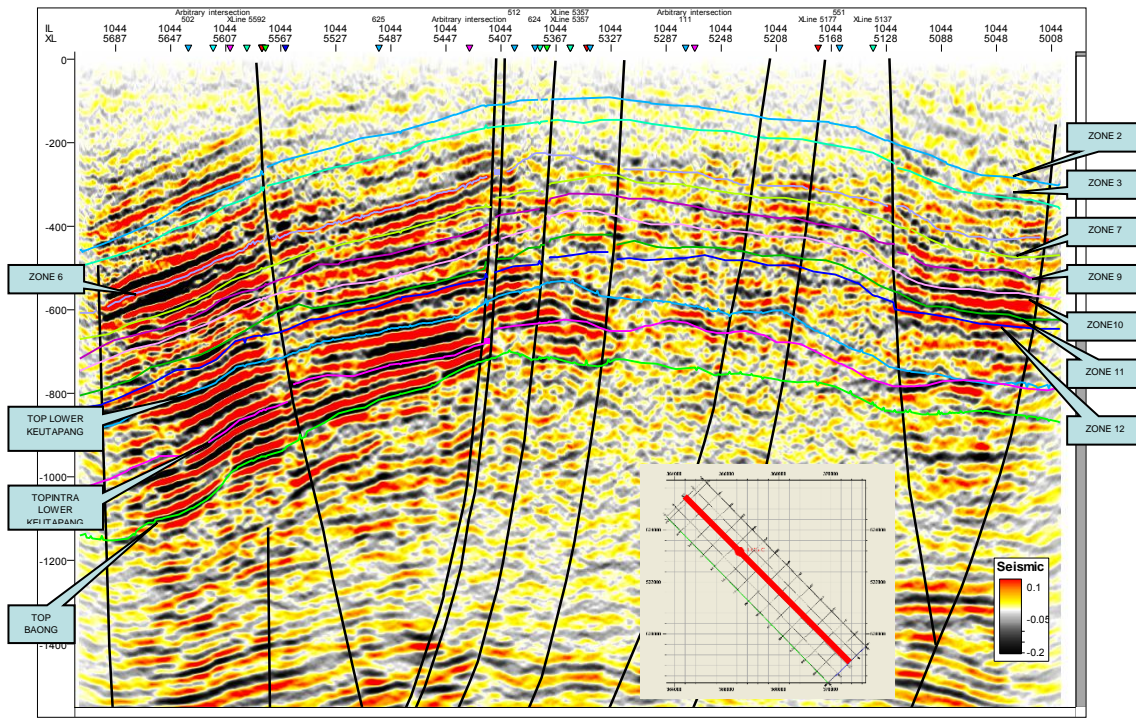 Arbitrary intersection 512 XLine 5357 Arbitrary intersection 551
502 XLine 5592 625 Arbitrary intersection 624 XLine 5357 111 XLine 5177 XLine 5137
IL 1044 1044 1044 1044 1044 1044 1044 1044 1044 1044 1044 1044 1044 1044 1044 1044 1044 1044
XL 5687 5647 5607 5567 5527 5487 5447 5407 5367 5327 5287 5248 5208 5168 5128 5088 5048 5008
0
-200
-400
-600
-800
-1000
-1200
-1400
ZONE 2
ZONE 3
ZONE 7
ZONE 9
ZONE10
ZONE 11
ZONE 12
ZONE 6
TOP LOWER
KEUTAPANG
TOPINTRA
LOWER
KEUTAPANG
TOP
BAONG
Seismic
0.1
-0.05
-0.2